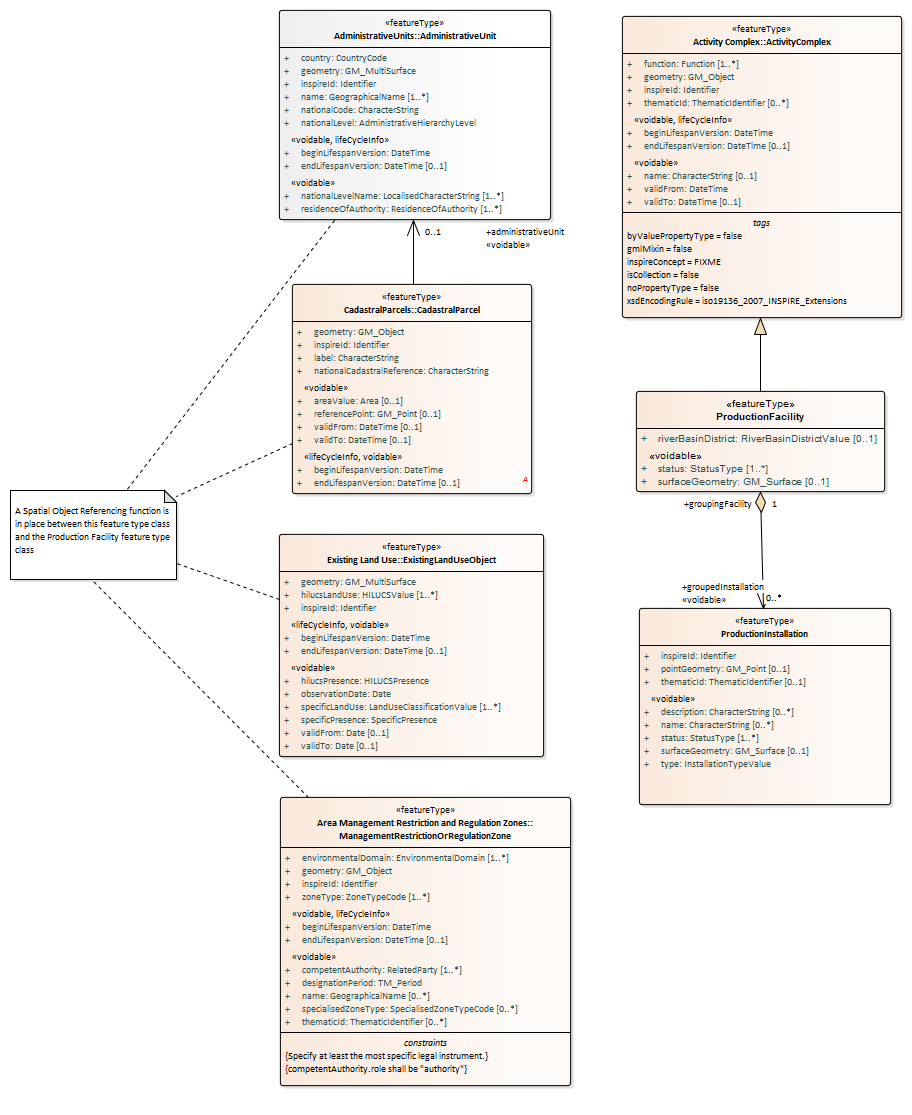 «featureType»
AdministrativeUnits::AdministrativeUnit
+ country: CountryCode
+ geometry: GM_MultiSurface
+ inspireId: Identifier
+ name: GeographicalName [1..*]
+ nationalCode: CharacterString
+ nationalLevel: AdministrativeHierarchyLevel
«voidable, lifeCycleInfo»
+ beginLifespanVersion: DateTime
+ endLifespanVersion: DateTime [0..1]
«voidable»
+ nationalLevelName: LocalisedCharacterString [1..*]
+ residenceOfAuthority: ResidenceOfAuthority [1..*]
0..1
+administrativeUnit
«voidable»
«featureType»
CadastralParcels::CadastralParcel
+ geometry: GM_Object
+ inspireId: Identifier
+ label: CharacterString
+ nationalCadastralReference: CharacterString
«voidable»
+ areaValue: Area [0..1]
+ referencePoint: GM_Point [0..1]
+ validFrom: DateTime [0..1]
+ validTo: DateTime [0..1]
«lifeCycleInfo, voidable»
+ beginLifespanVersion: DateTime
+ endLifespanVersion: DateTime [0..1]
A
A Spatial Object Referencing function is
in place between this feature type class
and the Production Facility feature type
class
«featureType»
Existing Land Use::ExistingLandUseObject
+ geometry: GM_MultiSurface
+ hilucsLandUse: HILUCSValue [1..*]
+ inspireId: Identifier
«lifeCycleInfo, voidable»
+ beginLifespanVersion: DateTime
+ endLifespanVersion: DateTime [0..1]
«voidable»
+ hilucsPresence: HILUCSPresence
+ observationDate: Date
+ specificLandUse: LandUseClassificationValue [1..*]
+ specificPresence: SpecificPresence
+ validFrom: Date [0..1]
+ validTo: Date [0..1]
«featureType»
Area Management Restriction and Regulation Zones::
ManagementRestrictionOrRegulationZone
+ environmentalDomain: EnvironmentalDomain [1..*]
+ geometry: GM_Object
+ inspireId: Identifier
+ zoneType: ZoneTypeCode [1..*]
«voidable, lifeCycleInfo»
+ beginLifespanVersion: DateTime
+ endLifespanVersion: DateTime [0..1]
«voidable»
+ competentAuthority: RelatedParty [1..*]
+ designationPeriod: TM_Period
+ name: GeographicalName [0..*]
+ specialisedZoneType: SpecialisedZoneTypeCode [0..*]
+ thematicId: ThematicIdentifier [0..*]
constraints
{Specify at least the most specific legal instrument.}
{competentAuthority.role shall be "authority"}
«featureType»
Activity Complex::ActivityComplex
+ function: Function [1..*]
+ geometry: GM_Object
+ inspireId: Identifier
+ thematicId: ThematicIdentifier [0..*]
«voidable, lifeCycleInfo»
+ beginLifespanVersion: DateTime
+ endLifespanVersion: DateTime [0..1]
«voidable»
+ name: CharacterString [0..1]
+ validFrom: DateTime
+ validTo: DateTime [0..1]
tags
byValuePropertyType = false
gmlMixin = false
inspireConcept = FIXME
isCollection = false
noPropertyType = false
xsdEncodingRule = iso19136_2007_INSPIRE_Extensions
«featureType»
ProductionFacility
+ riverBasinDistrict: RiverBasinDistrictValue [0..1]
«voidable»
+ status: StatusType [1..*]
+ surfaceGeometry: GM_Surface [0..1]
+groupingFacility 1
+groupedInstallation
«voidable» 0..*
«featureType»
ProductionInstallation
+ inspireId: Identifier
+ pointGeometry: GM_Point [0..1]
+ thematicId: ThematicIdentifier [0..1]
«voidable»
+ description: CharacterString [0..*]
+ name: CharacterString [0..*]
+ status: StatusType [1..*]
+ surfaceGeometry: GM_Surface [0..1]
+ type: InstallationTypeValue